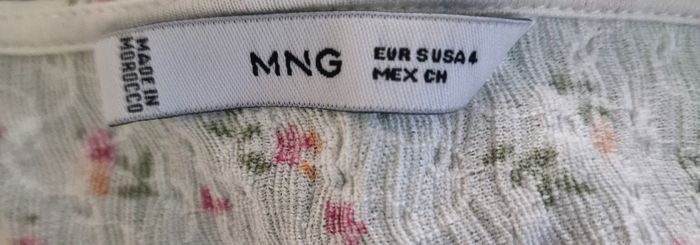 MADE IN
MOROCCO
MNG
EUR S USA 4
MEX CH